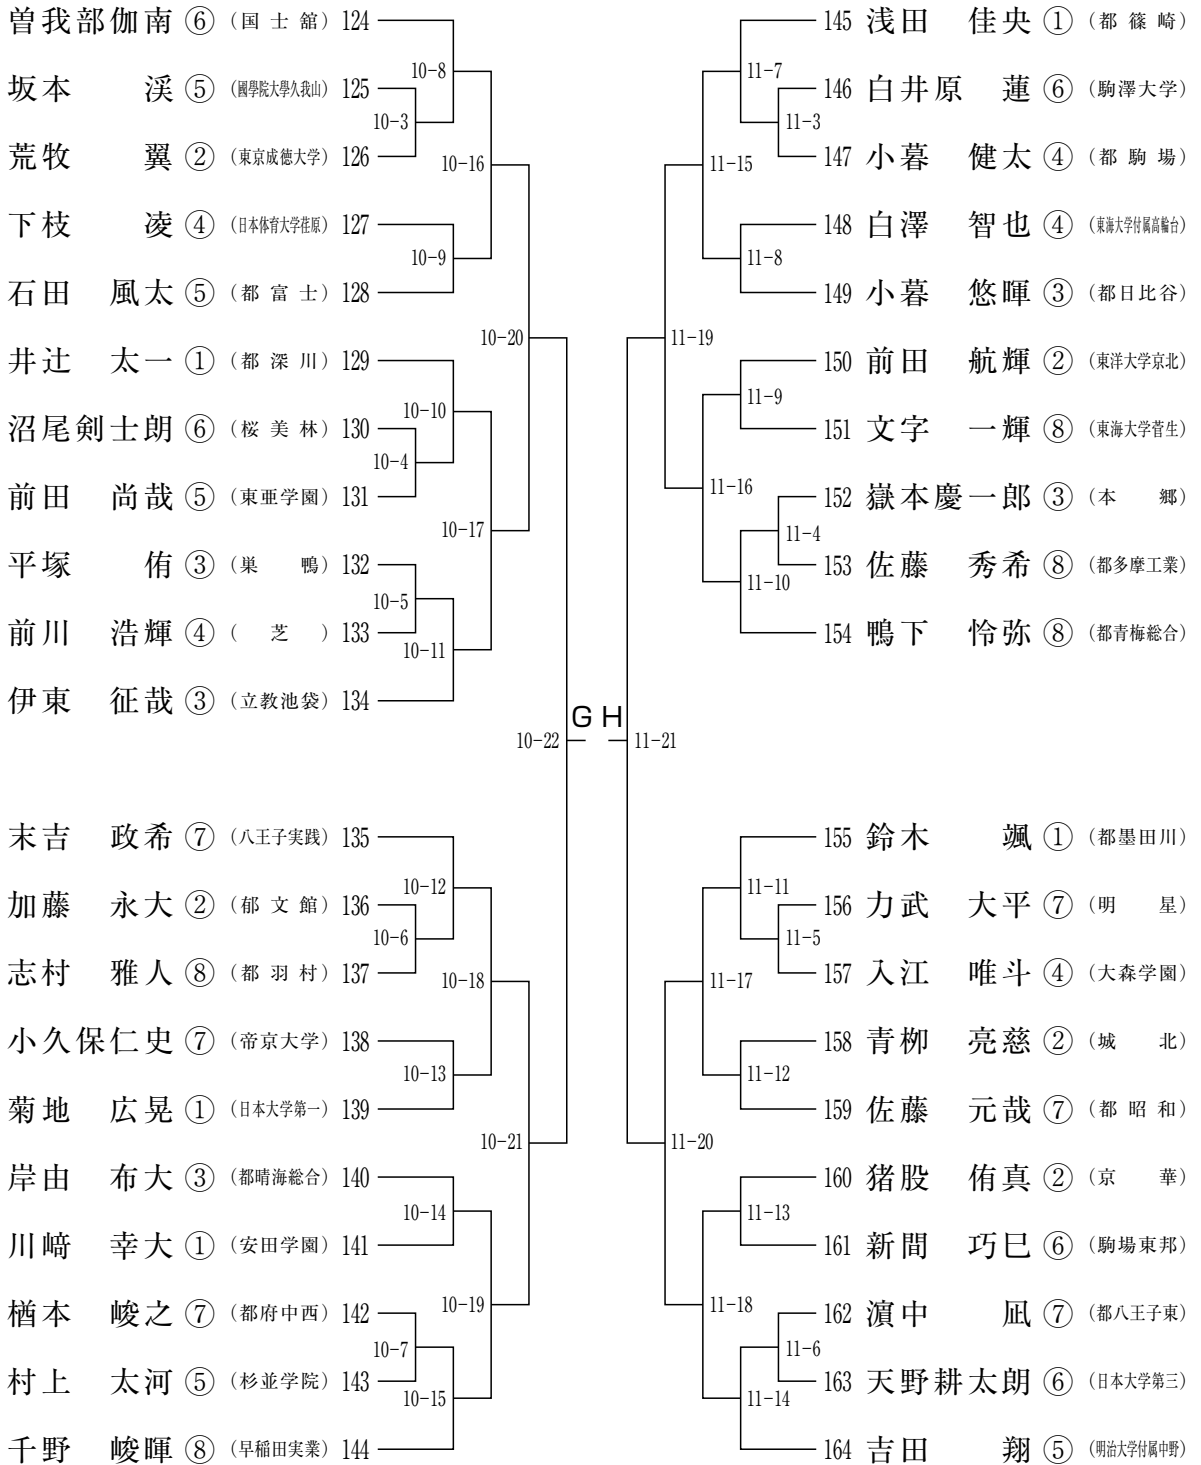 曽我部伽南 ⑥ (国士舘) 124
10-8
坂本 渓 ⑤ (國學院大學久我山) 125
10-3
荒牧 翼 ② (東京成徳大学) 126
10-16
下枝 凌 ④ (日本体育大学荏原) 127
10-9
石田 風太 ⑤ (都富士) 128
10-20
井辻 太一 ① (都深川) 129
10-10
沼尾剣士朗 ⑥ (桜美林) 130
10-4
前田 尚哉 ⑤ (東亜学園) 131
10-17
平塚 侑 ③ (巣鴨) 132
10-5
前川 浩輝 ④ (芝) 133
10-11
伊東 征哉 ③ (立教池袋) 134
G
10-22
末吉 政希 ⑦ (八王子実践) 135
10-12
加藤 永大 ② (郁文館) 136
10-6
志村 雅人 ⑧ (都羽村) 137
10-18
小久保仁史 ⑦ (帝京大学) 138
10-13
菊地 広晃 ① (日本大学第一) 139
10-21
岸由 布大 ③ (都晴海総合) 140
10-14
川﨑 幸大 ① (安田学園) 141
10-19
楢本 峻之 ⑦ (都府中西) 142
10-7
村上 太河 ⑤ (杉並学院) 143
10-15
千野 峻暉 ⑧ (早稲田実業) 144
145 浅田 佳央 ① (都篠崎)
11-7
146 白井原 蓮 ⑥ (駒澤大学)
11-3
147 小暮 健太 ④ (都駒場)
11-15
148 白澤 智也 ④ (東海大学付属高輪台)
11-8
149 小暮 悠暉 ③ (都日比谷)
11-19
150 前田 航輝 ② (東洋大学京北)
11-9
151 文字 一輝 ⑧ (東海大学菅生)
11-16
152 嶽本慶一郎 ③ (本郷)
11-4
153 佐藤 秀希 ⑧ (都多摩工業)
11-10
154 鴨下 怜弥 ⑧ (都青梅総合)
H
11-21
155 鈴木 颯 ① (都墨田川)
11-11
156 力武 大平 ⑦ (明星)
11-5
157 入江 唯斗 ④ (大森学園)
11-17
158 青栁 亮慈 ② (城北)
11-12
159 佐藤 元哉 ⑦ (都昭和)
11-20
160 猪股 侑真 ② (京華)
11-13
161 新間 巧巳 ⑥ (駒場東邦)
11-18
162 濵中 凪 ⑦ (都八王子東)
11-6
163 天野耕太朗 ⑥ (日本大学第三)
11-14
164 吉田 翔 ⑤ (明治大学付属中野)